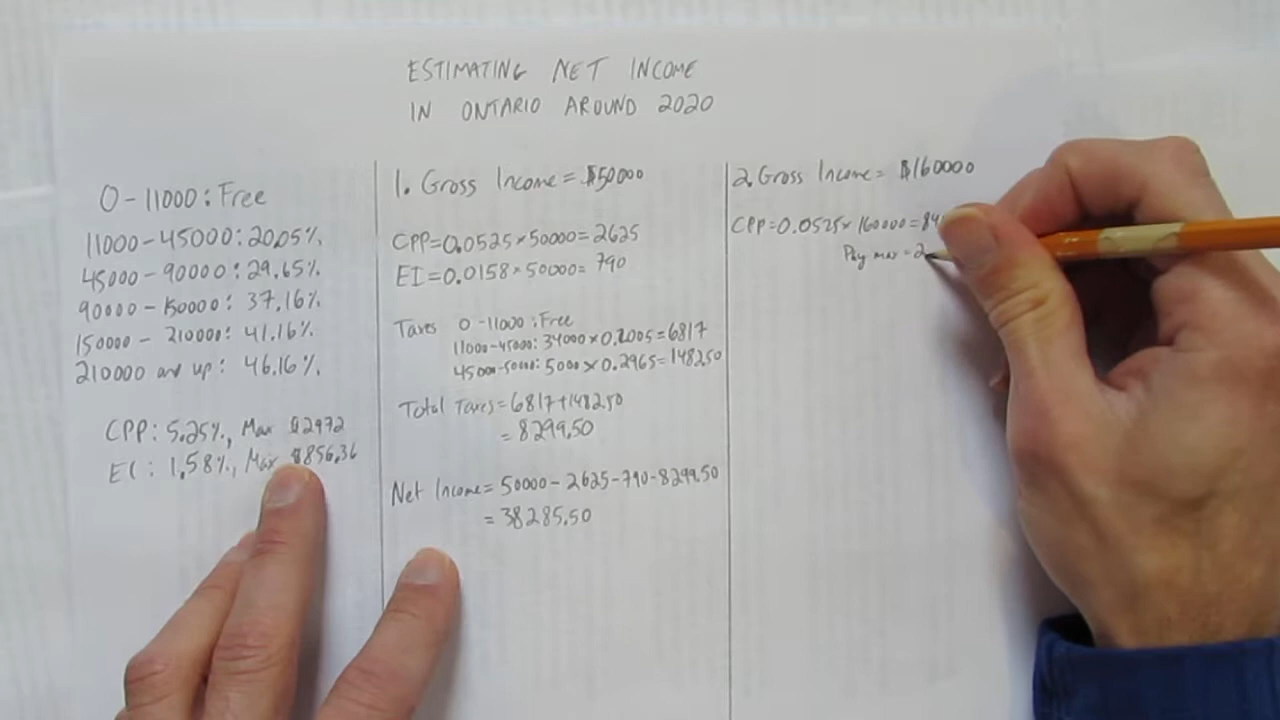 ESTIMATING NET INCOME
IN ONTARIO AROUND 2020
0-11000: Free
11000-45000: 20.05%
45000-90000: 29.65%
90000-150000: 37.16%
150000-210000: 41.16%
210000 and up: 46.16%
CPP: 5.25%, Max $2972
EI: 1.58%, Max $856.36
1. Gross Income = $50000
CPP=0.0525×50000=2625
EI=0.0158×50000=790
Taxes 0-11000: Free
11000-45000: 34000×0.2005=6817
45000-50000: 5000×0.2965=1482.50
Total Taxes=6817+1482.50
=8299.50
Net Income=50000-2625-790-8299.50
=38285.50
2. Gross Income = $160000
CPP=0.0525×160000=84
Pay max=2